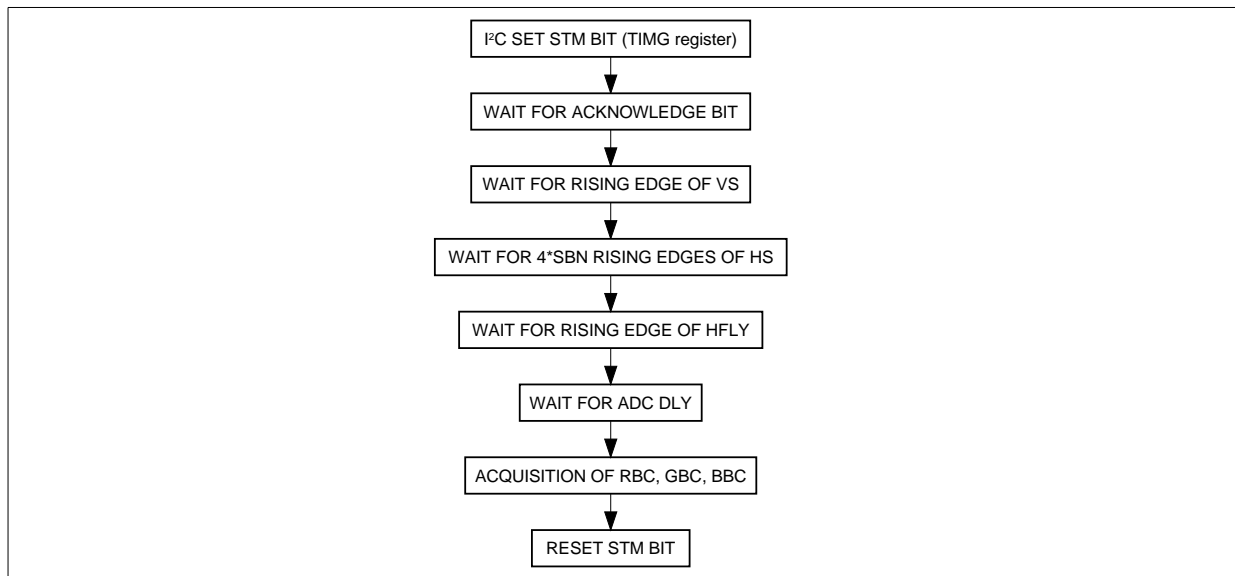 I²C SET STM BIT (TIMG register)
WAIT FOR ACKNOWLEDGE BIT
WAIT FOR RISING EDGE OF VS
WAIT FOR 4*SBN RISING EDGES OF HS
WAIT FOR RISING EDGE OF HFLY
WAIT FOR ADC DLY
ACQUISITION OF RBC, GBC, BBC
RESET STM BIT